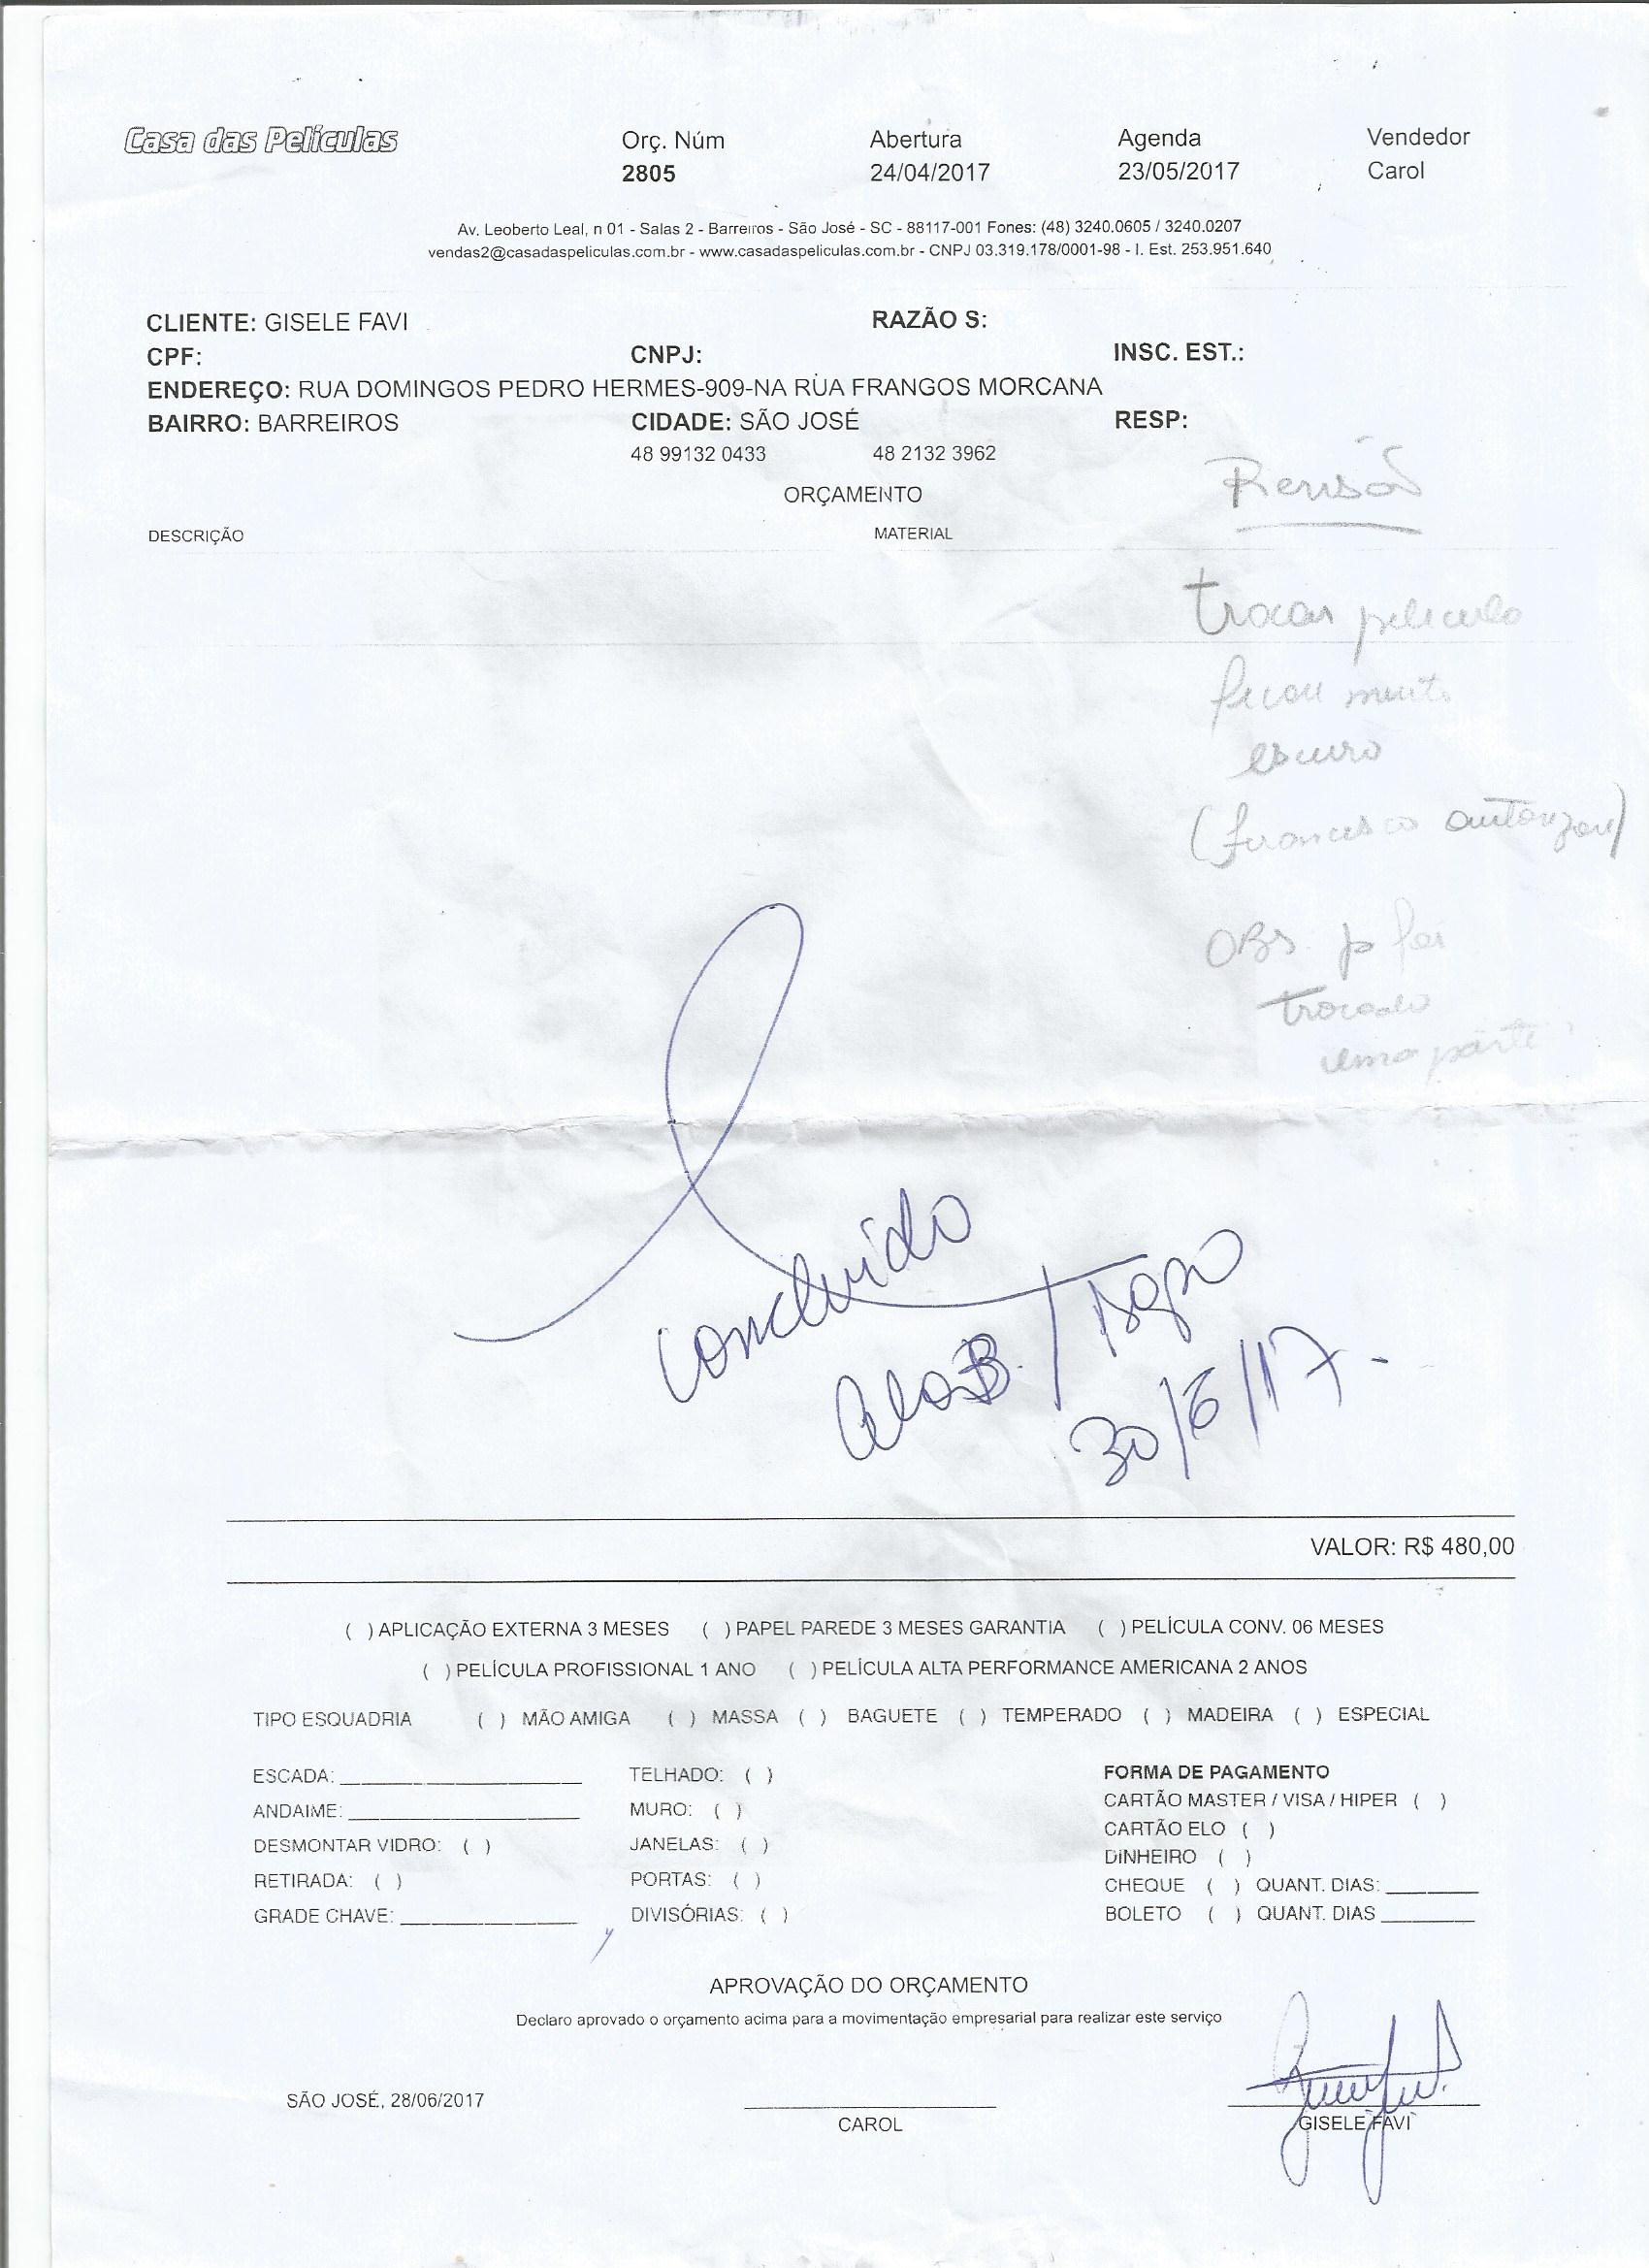 Casa das Películas
Orç. Núm Abertura Agenda Vendedor
2805 24/04/2017 23/05/2017 Carol
Av. Leoberto Leal, n 01 - Salas 2 - Barreiros - São José - SC - 88117-001 Fones: (48) 3240.0605 / 3240.0207
vendas2@casadaspeliculas.com.br - www.casadaspeliculas.com.br - CNPJ 03.319.178/0001-98 - I. Est. 253.951.640
CLIENTE: GISELE FAVI RAZÃO S:
CPF: CNPJ: INSC. EST.:
ENDEREÇO: RUA DOMINGOS PEDRO HERMES-909-NA RUA FRANGOS MORCANA
BAIRRO: BARREIROS CIDADE: SÃO JOSÉ RESP:
48 99132 0433 48 2132 3962
ORÇAMENTO
DESCRIÇÃO MATERIAL
Revisão
trocar pelicula
ficou muito
escuro
(francisco autorizou)
OBS. já foi
trocado
uma parte
Concluido
30/6/17
VALOR: R$ 480,00
( ) APLICAÇÃO EXTERNA 3 MESES ( ) PAPEL PAREDE 3 MESES GARANTIA ( ) PELÍCULA CONV. 06 MESES
( ) PELÍCULA PROFISSIONAL 1 ANO ( ) PELÍCULA ALTA PERFORMANCE AMERICANA 2 ANOS
TIPO ESQUADRIA ( ) MÃO AMIGA ( ) MASSA ( ) BAGUETE ( ) TEMPERADO ( ) MADEIRA ( ) ESPECIAL
ESCADA: TELHADO: ( ) FORMA DE PAGAMENTO
ANDAIME: MURO: ( ) CARTÃO MASTER / VISA / HIPER ( )
DESMONTAR VIDRO: ( ) JANELAS: ( ) CARTÃO ELO ( )
DINHEIRO ( )
RETIRADA: ( ) PORTAS: ( ) CHEQUE ( ) QUANT. DIAS:
GRADE CHAVE: DIVISÓRIAS: ( ) BOLETO ( ) QUANT. DIAS
APROVAÇÃO DO ORÇAMENTO
Declaro aprovado o orçamento acima para a movimentação empresarial para realizar este serviço
SÃO JOSÉ, 28/06/2017
CAROL GISELE FAVI